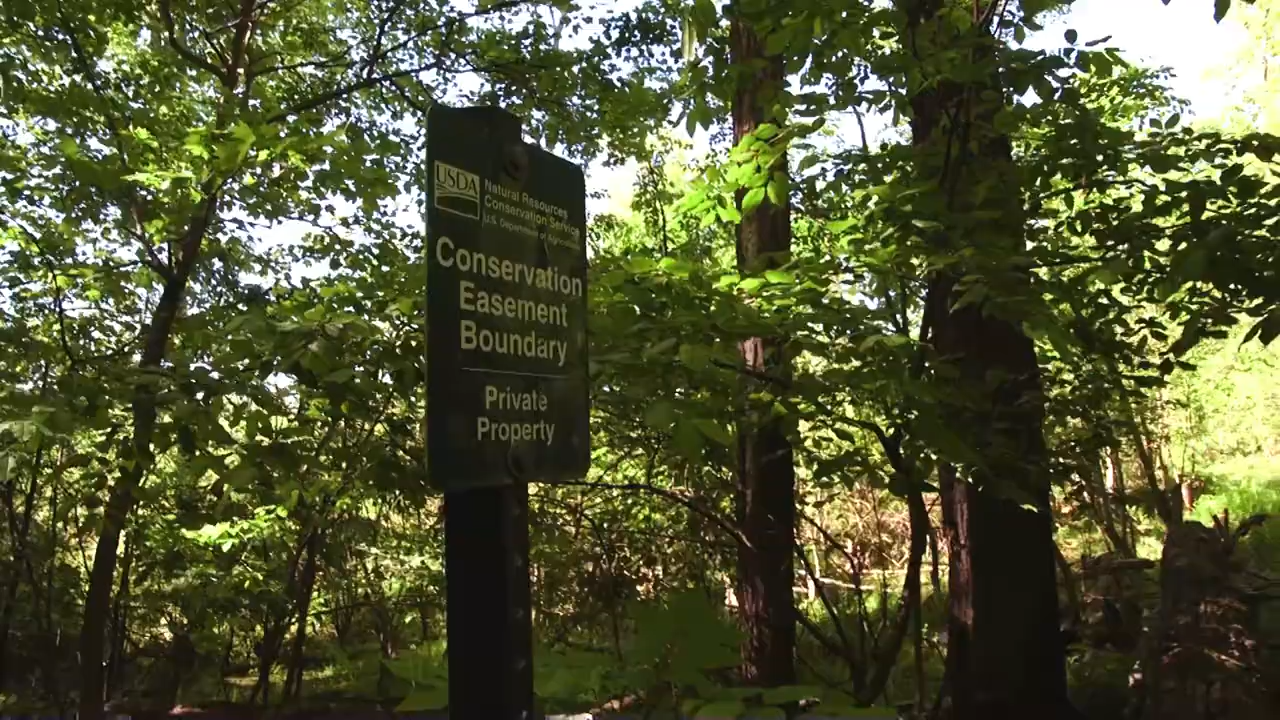 USDA
Natural Resources
Conservation Service
U.S. Department of Agriculture
Conservation
Easement
Boundary
Private
Property